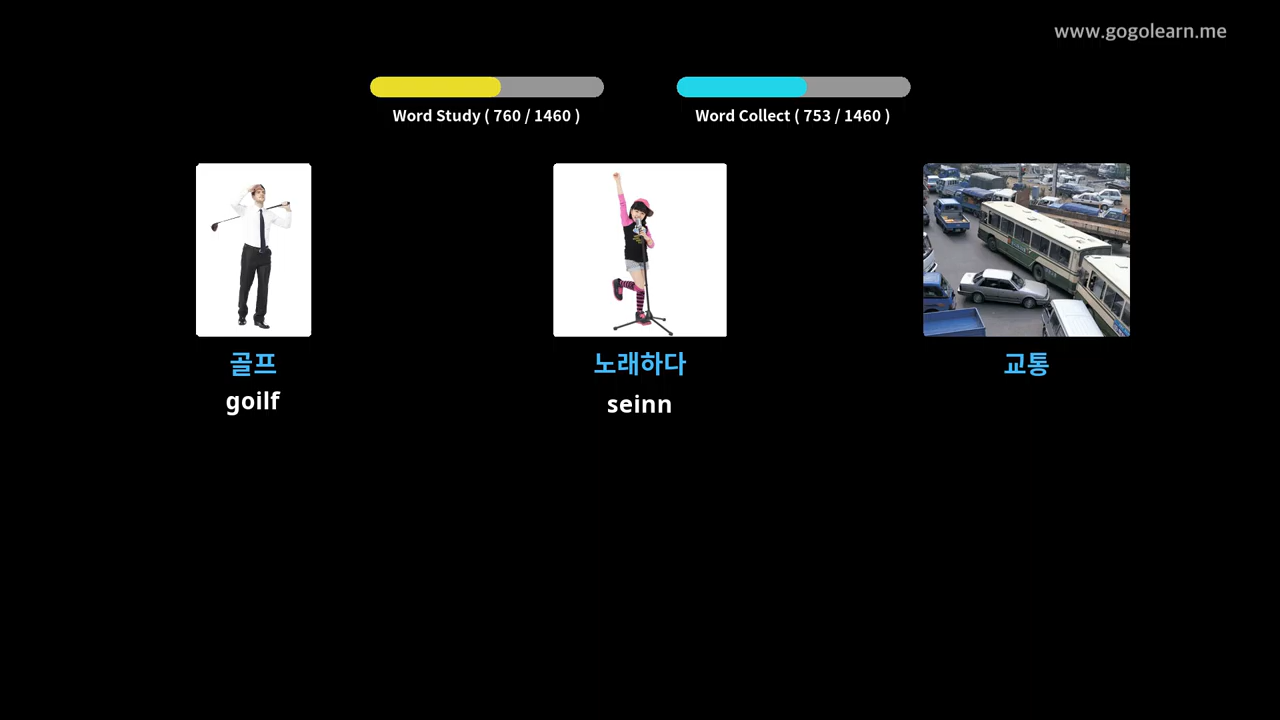 www.gogolearn.me
Word Study ( 760 / 1460 )
Word Collect ( 753 / 1460 )
골프
노래하다
교통
goilf
seinn